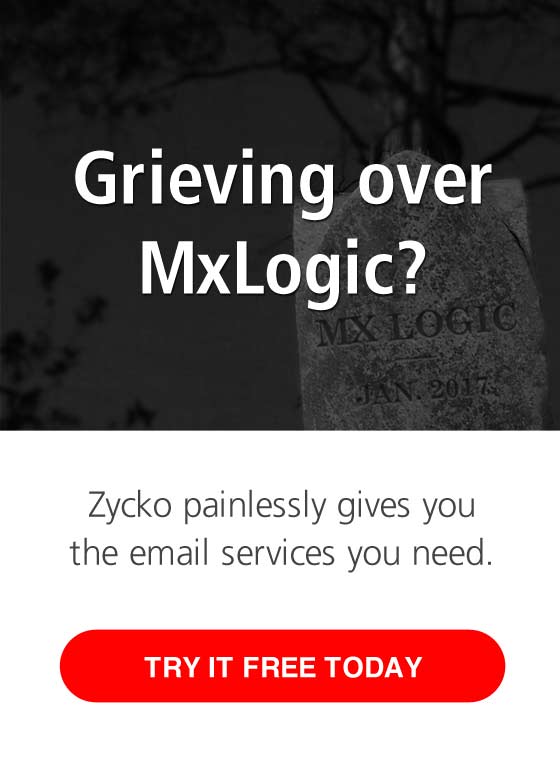 Grieving over
MxLogic?
MX LOGIC
JAN. 2017
Zycko painlessly gives you
the email services you need.
TRY IT FREE TODAY